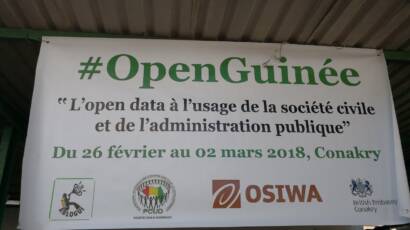 #OpenGuinée
"L'open data à l'usage de la société civile
et de l'administration publique"
Du 26 février au 02 mars 2018, Conakry
PCUD
OSIWA
British Embassy
Conakry